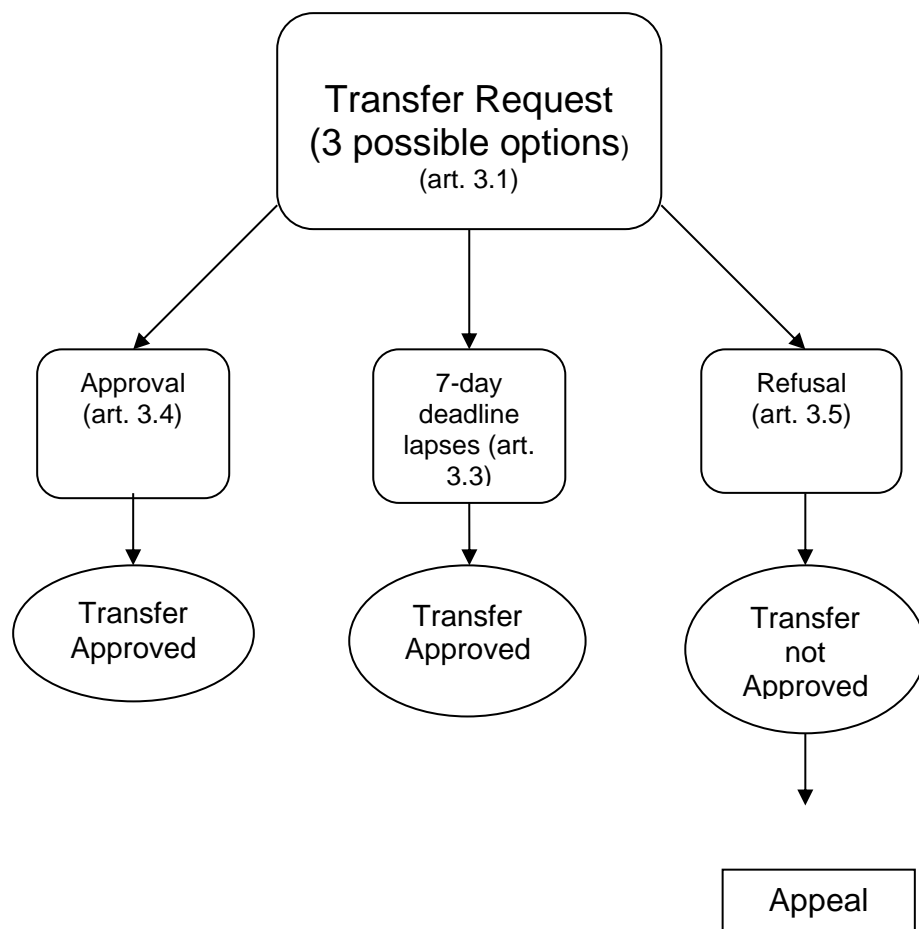 Transfer Request
(3 possible options)
(art. 3.1)
Approval
(art. 3.4)
7-day
deadline
lapses (art.
3.3)
Refusal
(art. 3.5)
Transfer
Approved
Transfer
Approved
Transfer
not
Approved
Appeal